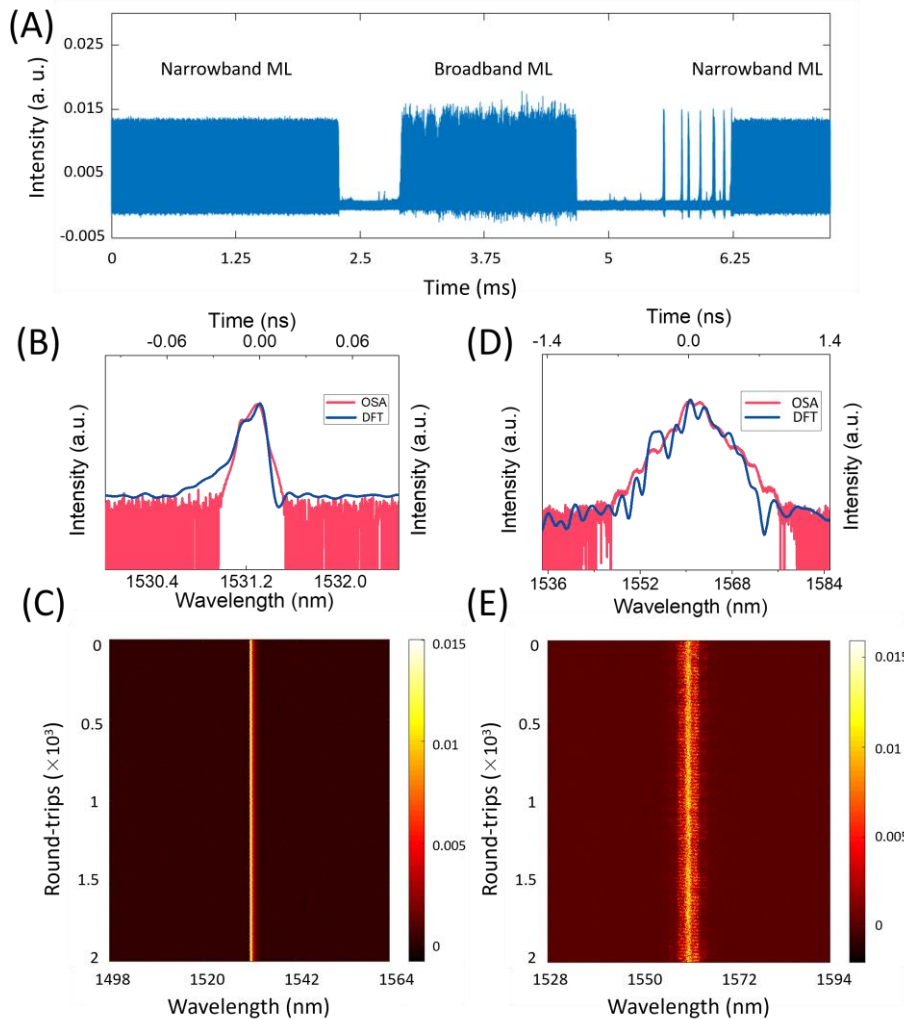 (A)
0.025
0.015
0.005
-0.005
Intensity (a. u.)
Narrowband ML
Broadband ML
Narrowband ML
0
1.25
2.5
3.75
5
6.25
Time (ms)
(B)
Time (ns)
-0.06
0.00
0.06
OSA
DFT
Intensity (a.u.)
Intensity (a.u.)
1530.4
1531.2
1532.0
Wavelength (nm)
(D)
Time (ns)
-1.4
0.0
1.4
OSA
DFT
Intensity (a.u.)
Intensity (a.u.)
1536
1552
1568
1584
Wavelength (nm)
(C)
0
0.5
1
1.5
2
Round-trips (×10³)
0.015
0.01
0.005
0
1498
1520
1542
1564
Wavelength (nm)
(E)
0
0.5
1
1.5
2
Round-trips (×10³)
0.015
0.01
0.005
0
1528
1550
1572
1594
Wavelength (nm)